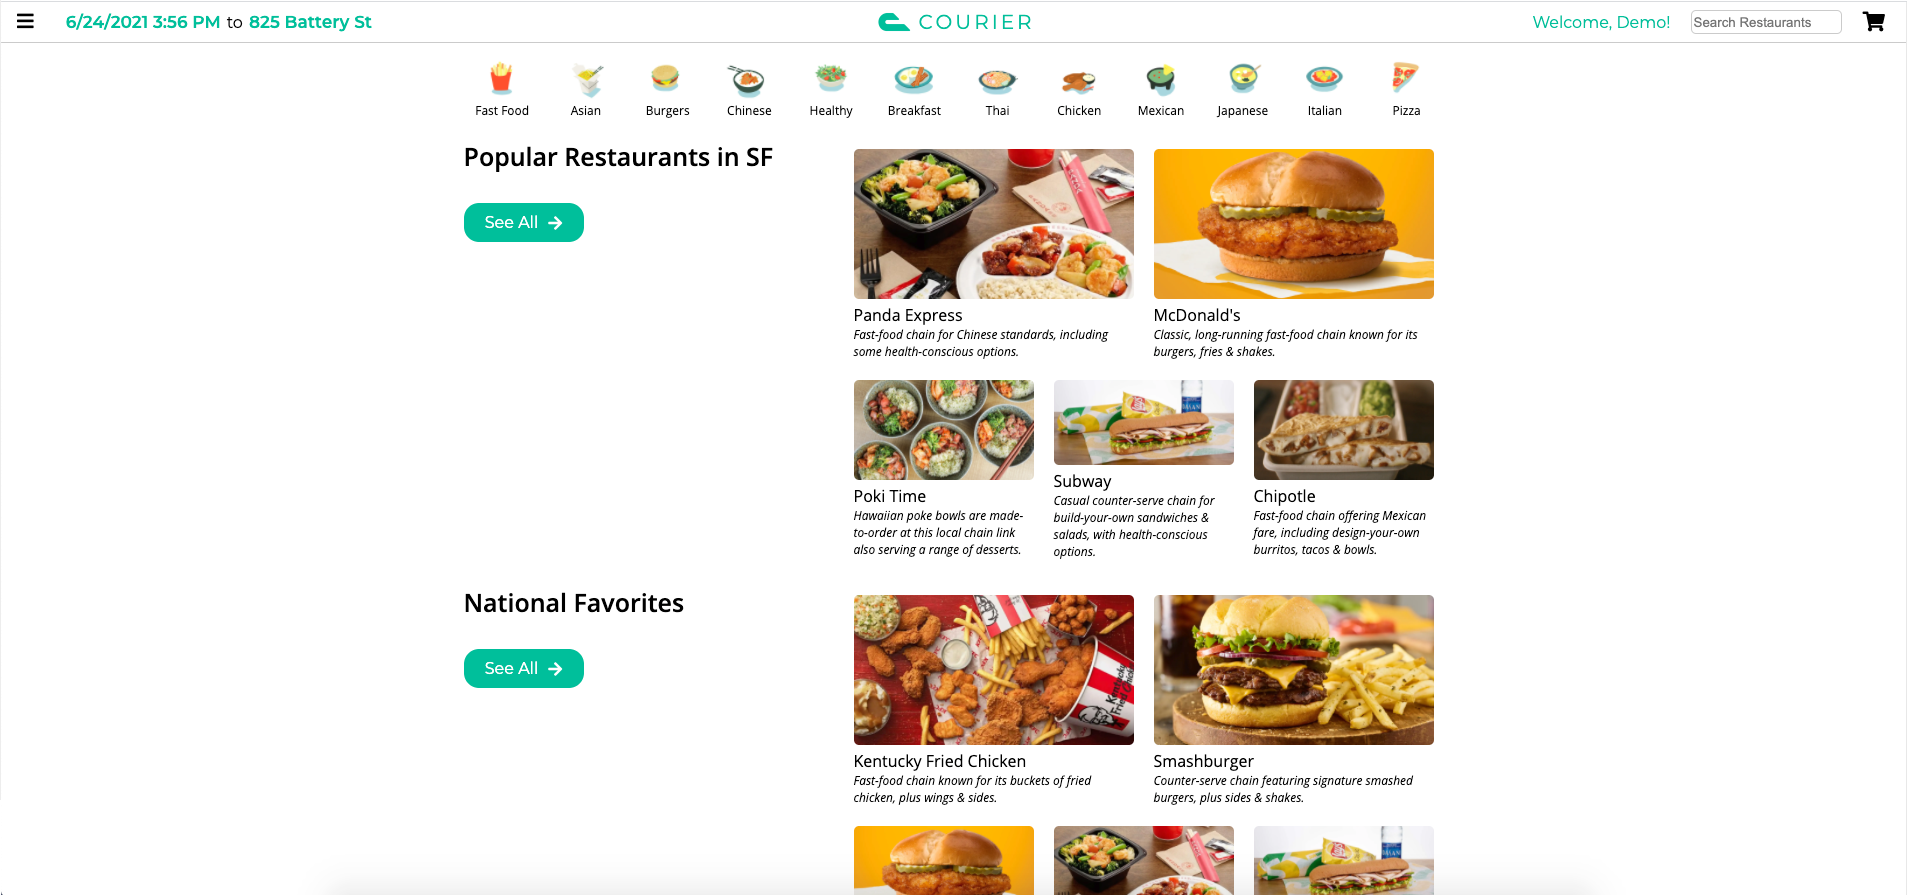 6/24/2021 3:56 PM to 825 Battery St
COURIER
Welcome, Demo!
Search Restaurants
Fast Food
Asian
Burgers
Chinese
Healthy
Breakfast
Thai
Chicken
Mexican
Japanese
Italian
Pizza
Popular Restaurants in SF
See All
Panda Express
Fast-food chain for Chinese standards, including
some health-conscious options.
McDonald's
Classic, long-running fast-food chain known for its
burgers, fries & shakes.
Poki Time
Hawaiian poke bowls are made-
to-order at this local chain link
also serving a range of desserts.
Subway
Casual counter-serve chain for
build-your-own sandwiches &
salads, with health-conscious
options.
Chipotle
Fast-food chain offering Mexican
fare, including design-your-own
burritos, tacos & bowls.
National Favorites
See All
KFC
Kentucky
Fried Chicken
Kentucky Fried Chicken
Fast-food chain known for its buckets of fried
chicken, plus wings & sides.
Smashburger
Counter-serve chain featuring signature smashed
burgers, plus sides & shakes.